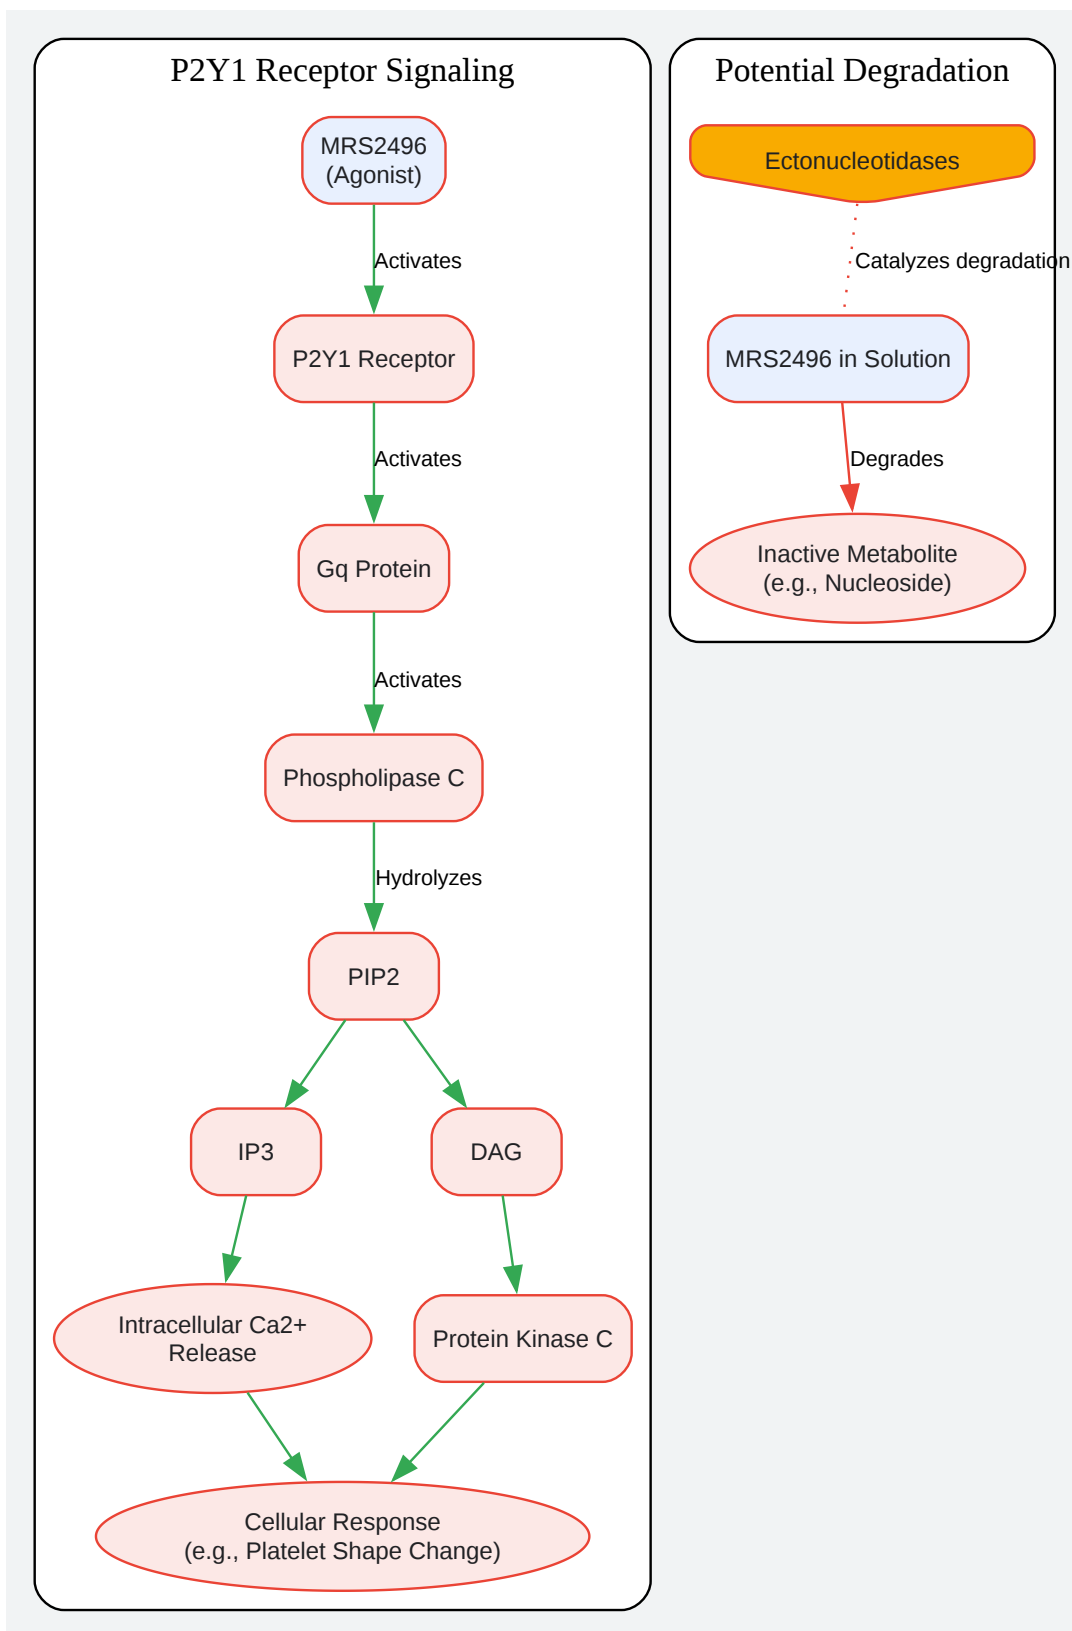 P2Y1 Receptor Signaling
MRS2496
(Agonist)
Activates
P2Y1 Receptor
Activates
Gq Protein
Activates
Phospholipase C
Hydrolyzes
PIP2
IP3
DAG
Intracellular Ca2+
Release
Protein Kinase C
Cellular Response
(e.g., Platelet Shape Change)
Potential Degradation
Ectonucleotidases
Catalyzes degradation
MRS2496 in Solution
Degrades
Inactive Metabolite
(e.g., Nucleoside)